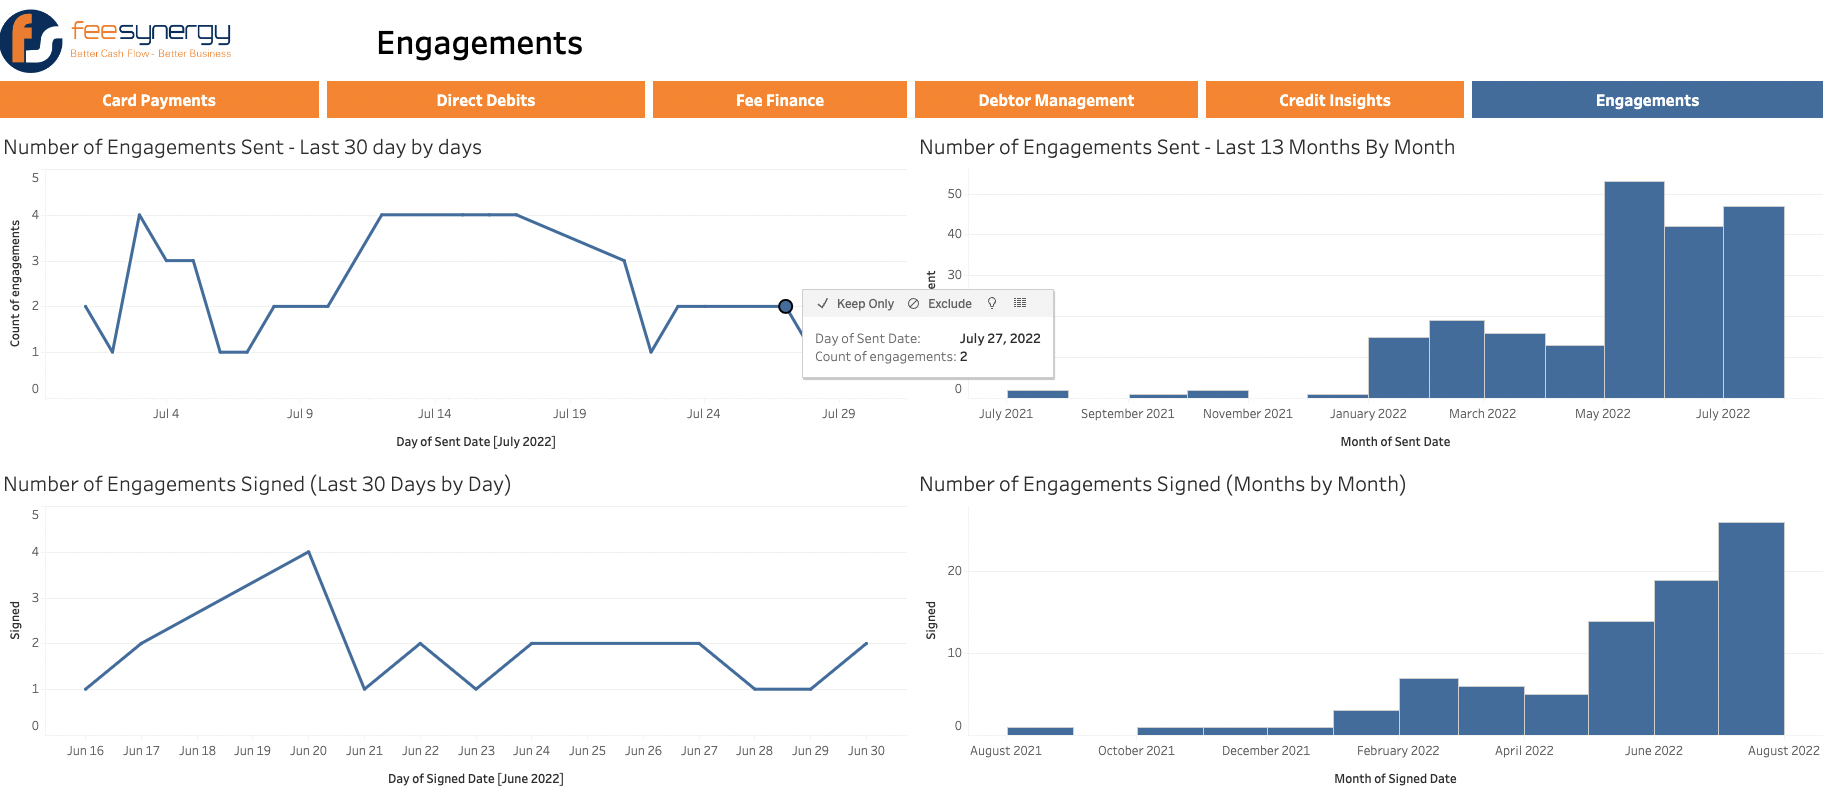 feesynergy
Better Cash Flow - Better Business
Engagements
Card Payments
Direct Debits
Fee Finance
Debtor Management
Credit Insights
Engagements
Number of Engagements Sent - Last 30 day by days
5
4
3
2
1
0
Count of engagements
Jul 4
Jul 9
Jul 14
Jul 19
Jul 24
Jul 29
Day of Sent Date [July 2022]
Number of Engagements Sent - Last 13 Months By Month
50
40
30
0
ent
Keep Only
Exclude
Day of Sent Date: July 27, 2022
Count of engagements: 2
July 2021
September 2021
November 2021
January 2022
March 2022
May 2022
July 2022
Month of Sent Date
Number of Engagements Signed (Last 30 Days by Day)
5
4
3
2
1
0
Signed
Jun 16
Jun 17
Jun 18
Jun 19
Jun 20
Jun 21
Jun 22
Jun 23
Jun 24
Jun 25
Jun 26
Jun 27
Jun 28
Jun 29
Jun 30
Day of Signed Date [June 2022]
Number of Engagements Signed (Months by Month)
20
10
0
Signed
August 2021
October 2021
December 2021
February 2022
April 2022
June 2022
August 2022
Month of Signed Date